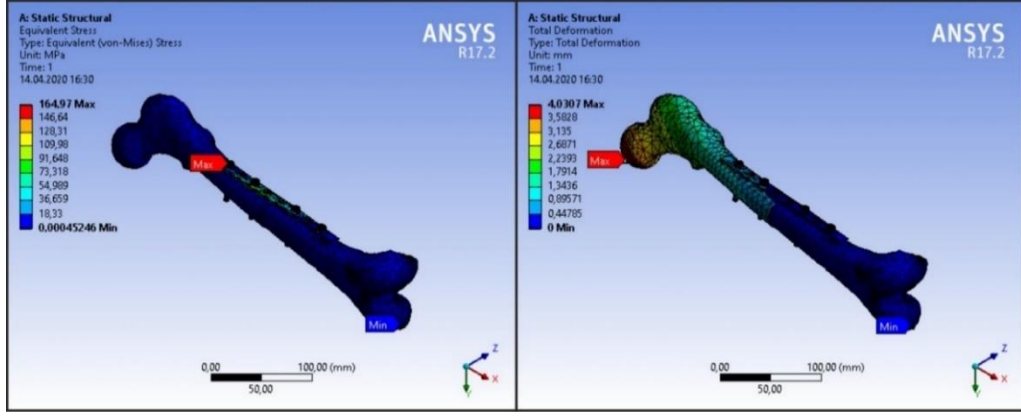 A: Static Structural
Equivalent Stress
Type: Equivalent (von-Mises) Stress
Unit: MPa
Time: 1
14.04.2020 16:30
ANSYS
R17.2
164,97 Max
146,64
128,31
109,98
91,648
73,318
54,989
36,659
18,33
0,00045246 Min
Max
Min
0,00
100,00 (mm)
50,00
Z
X
Y
A: Static Structural
Total Deformation
Type: Total Deformation
Unit: mm
Time: 1
14.04.2020 16:30
ANSYS
R17.2
4,0307 Max
3,5828
3,135
2,6871
2,2393
1,7914
1,3436
0,89571
0,44785
0 Min
Max
Min
0,00
100,00 (mm)
50,00
Z
X
Y